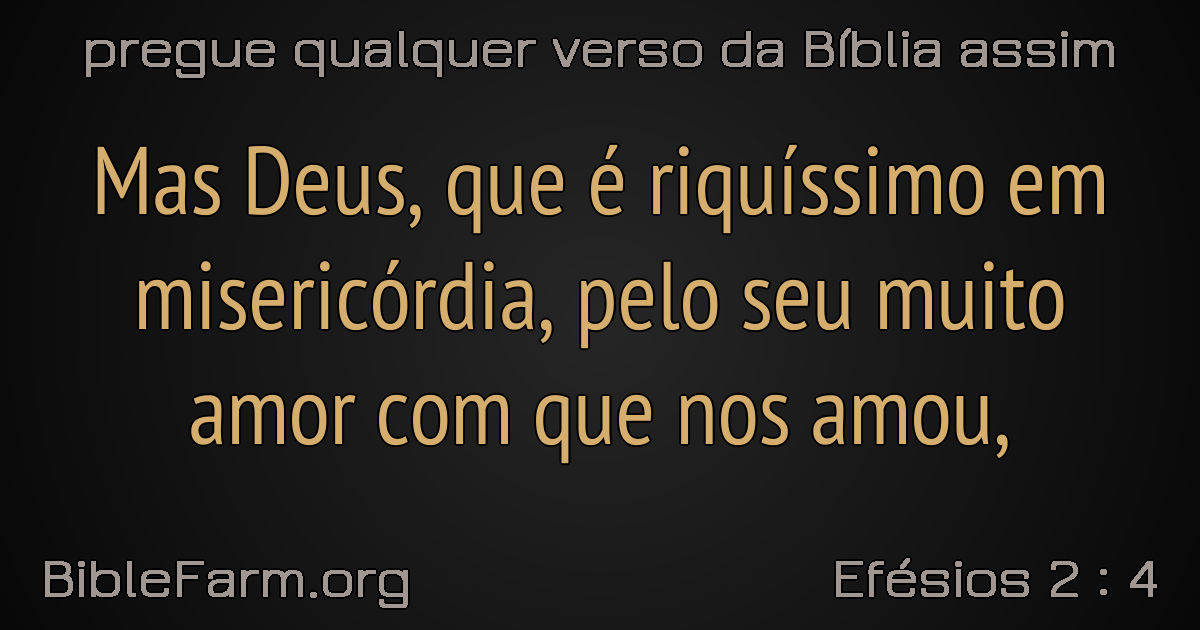 pregue qualquer verso da Bíblia assim
Mas Deus, que é riquíssimo em
misericórdia, pelo seu muito
amor com que nos amou,
BibleFarm.org
Efésios 2 : 4